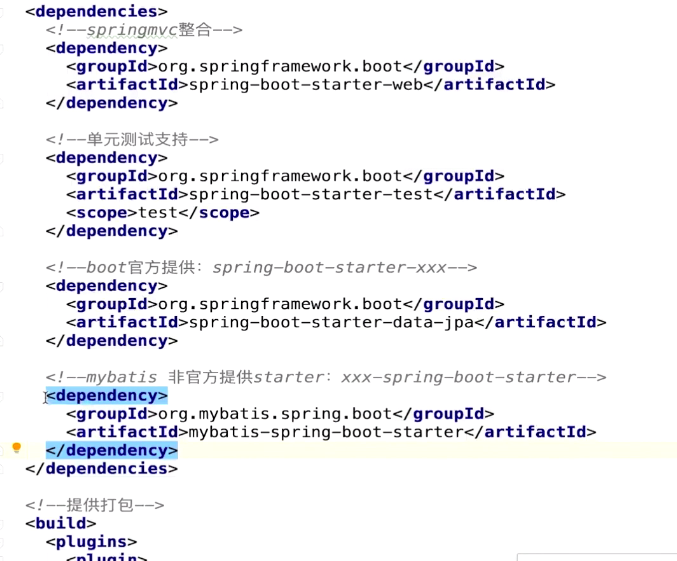 <dependencies>
<!--springmvc整合-->
<dependency>
<groupId>org.springframework.boot</groupId>
<artifactId>spring-boot-starter-web</artifactId>
</dependency>
<!--单元测试支持-->
<dependency>
<groupId>org.springframework.boot</groupId>
<artifactId>spring-boot-starter-test</artifactId>
<scope>test</scope>
</dependency>
<!--boot官方提供：spring-boot-starter-xxx-->
<dependency>
<groupId>org.springframework.boot</groupId>
<artifactId>spring-boot-starter-data-jpa</artifactId>
</dependency>
<!--mybatis 非官方提供starter：xxx-spring-boot-starter-->
<dependency>
<groupId>org.mybatis.spring.boot</groupId>
<artifactId>mybatis-spring-boot-starter</artifactId>
</dependency>
</dependencies>
<!--提供打包-->
<build>
<plugins>
<plugin>